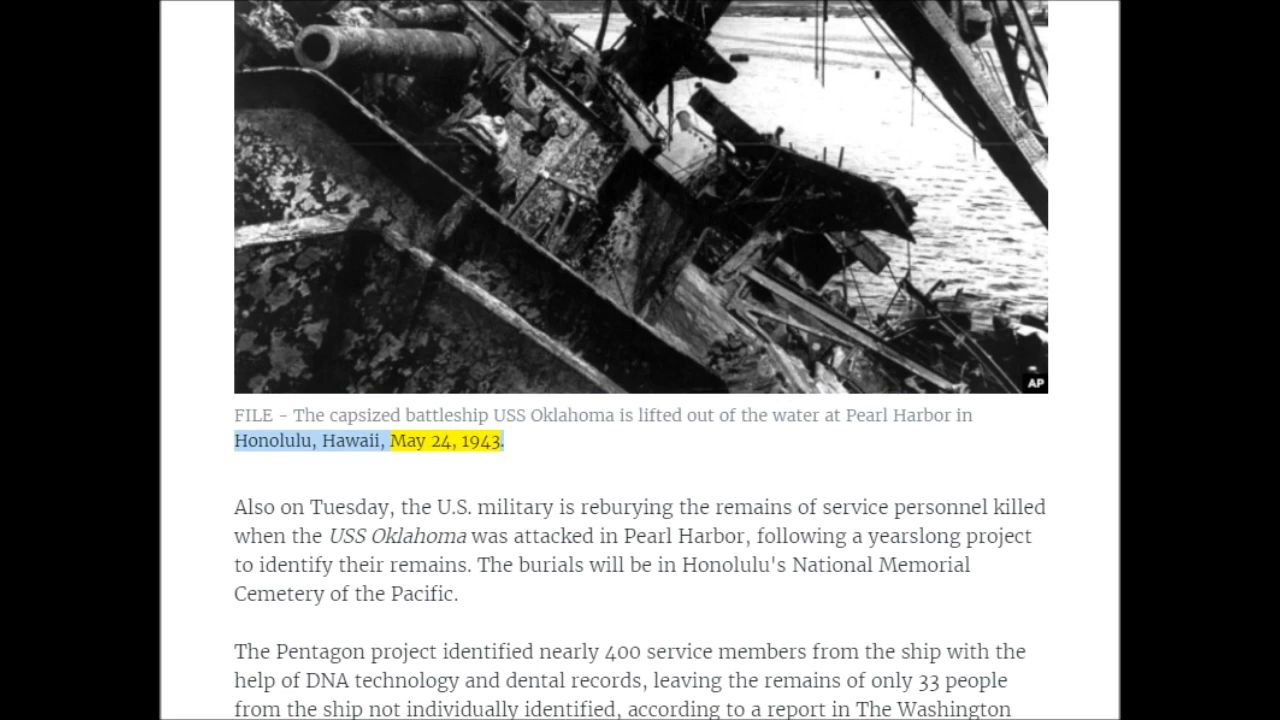 AP
FILE - The capsized battleship USS Oklahoma is lifted out of the water at Pearl Harbor in
Honolulu, Hawaii, May 24, 1943.
Also on Tuesday, the U.S. military is reburying the remains of service personnel killed
when the USS Oklahoma was attacked in Pearl Harbor, following a yearslong project
to identify their remains. The burials will be in Honolulu's National Memorial
Cemetery of the Pacific.
The Pentagon project identified nearly 400 service members from the ship with the
help of DNA technology and dental records, leaving the remains of only 33 people
from the ship not individually identified, according to a report in The Washington